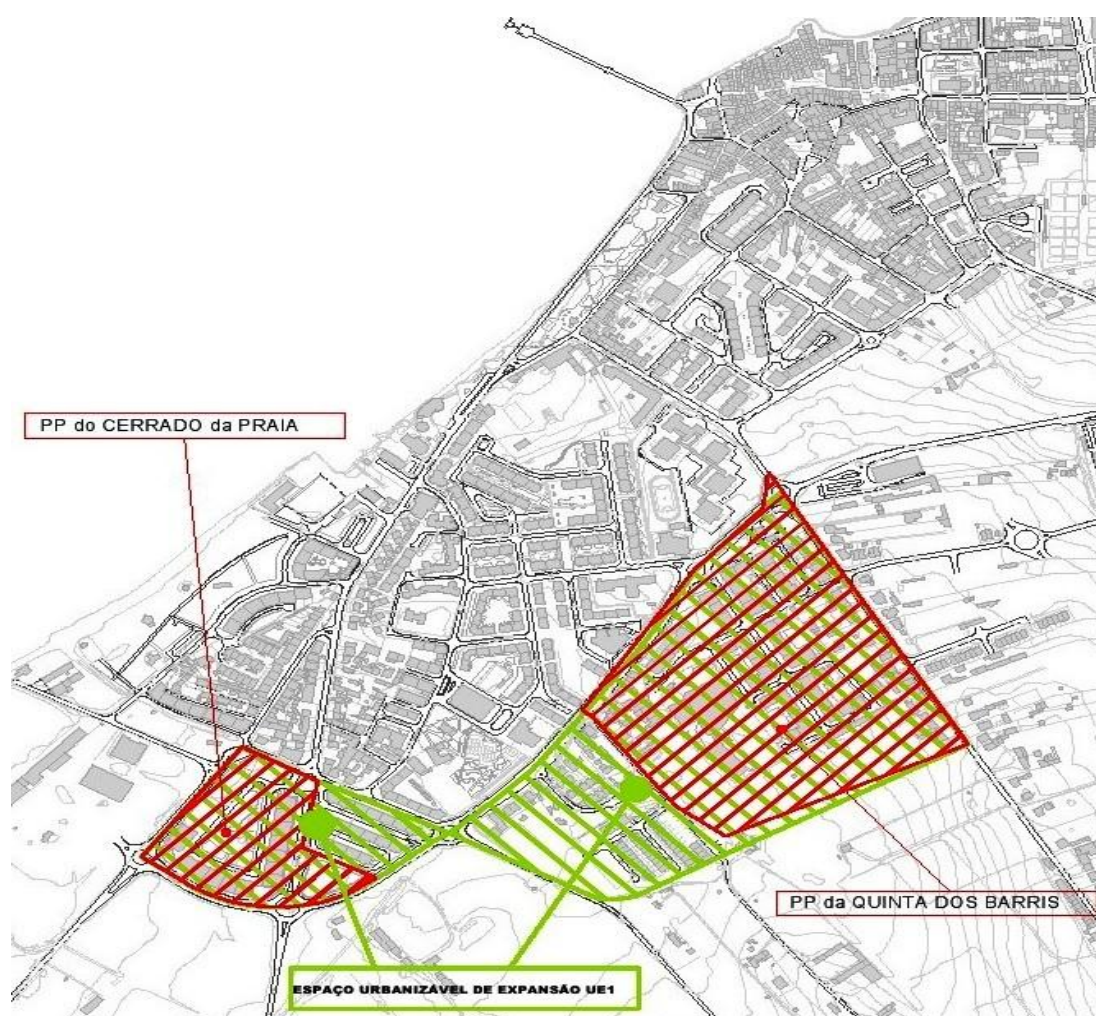 PP do CERRADO da PRAIA
PP da QUINTA DOS BARRIS
ESPAÇO URBANIZÁVEL DE EXPANSÃO UE1